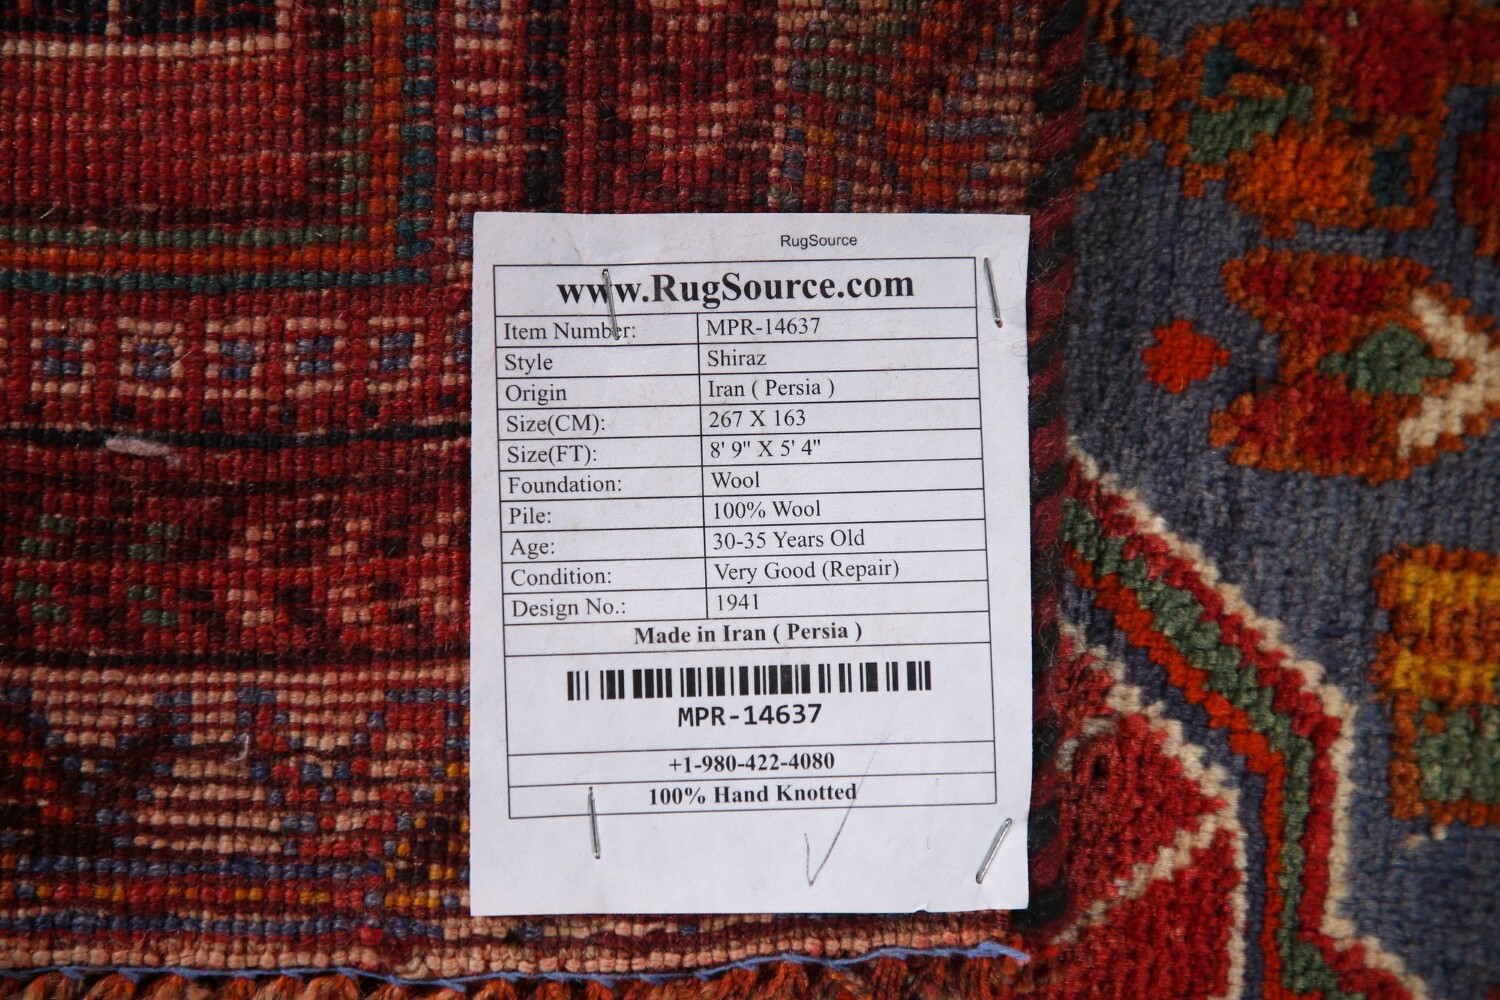 RugSource
www.RugSource.com
Item Number: MPR-14637
Style Shiraz
Origin Iran ( Persia )
Size(CM): 267 X 163
Size(FT): 8' 9" X 5' 4"
Foundation: Wool
Pile: 100% Wool
Age: 30-35 Years Old
Condition: Very Good (Repair)
Design No.: 1941
Made in Iran ( Persia )
MPR-14637
+1-980-422-4080
100% Hand Knotted